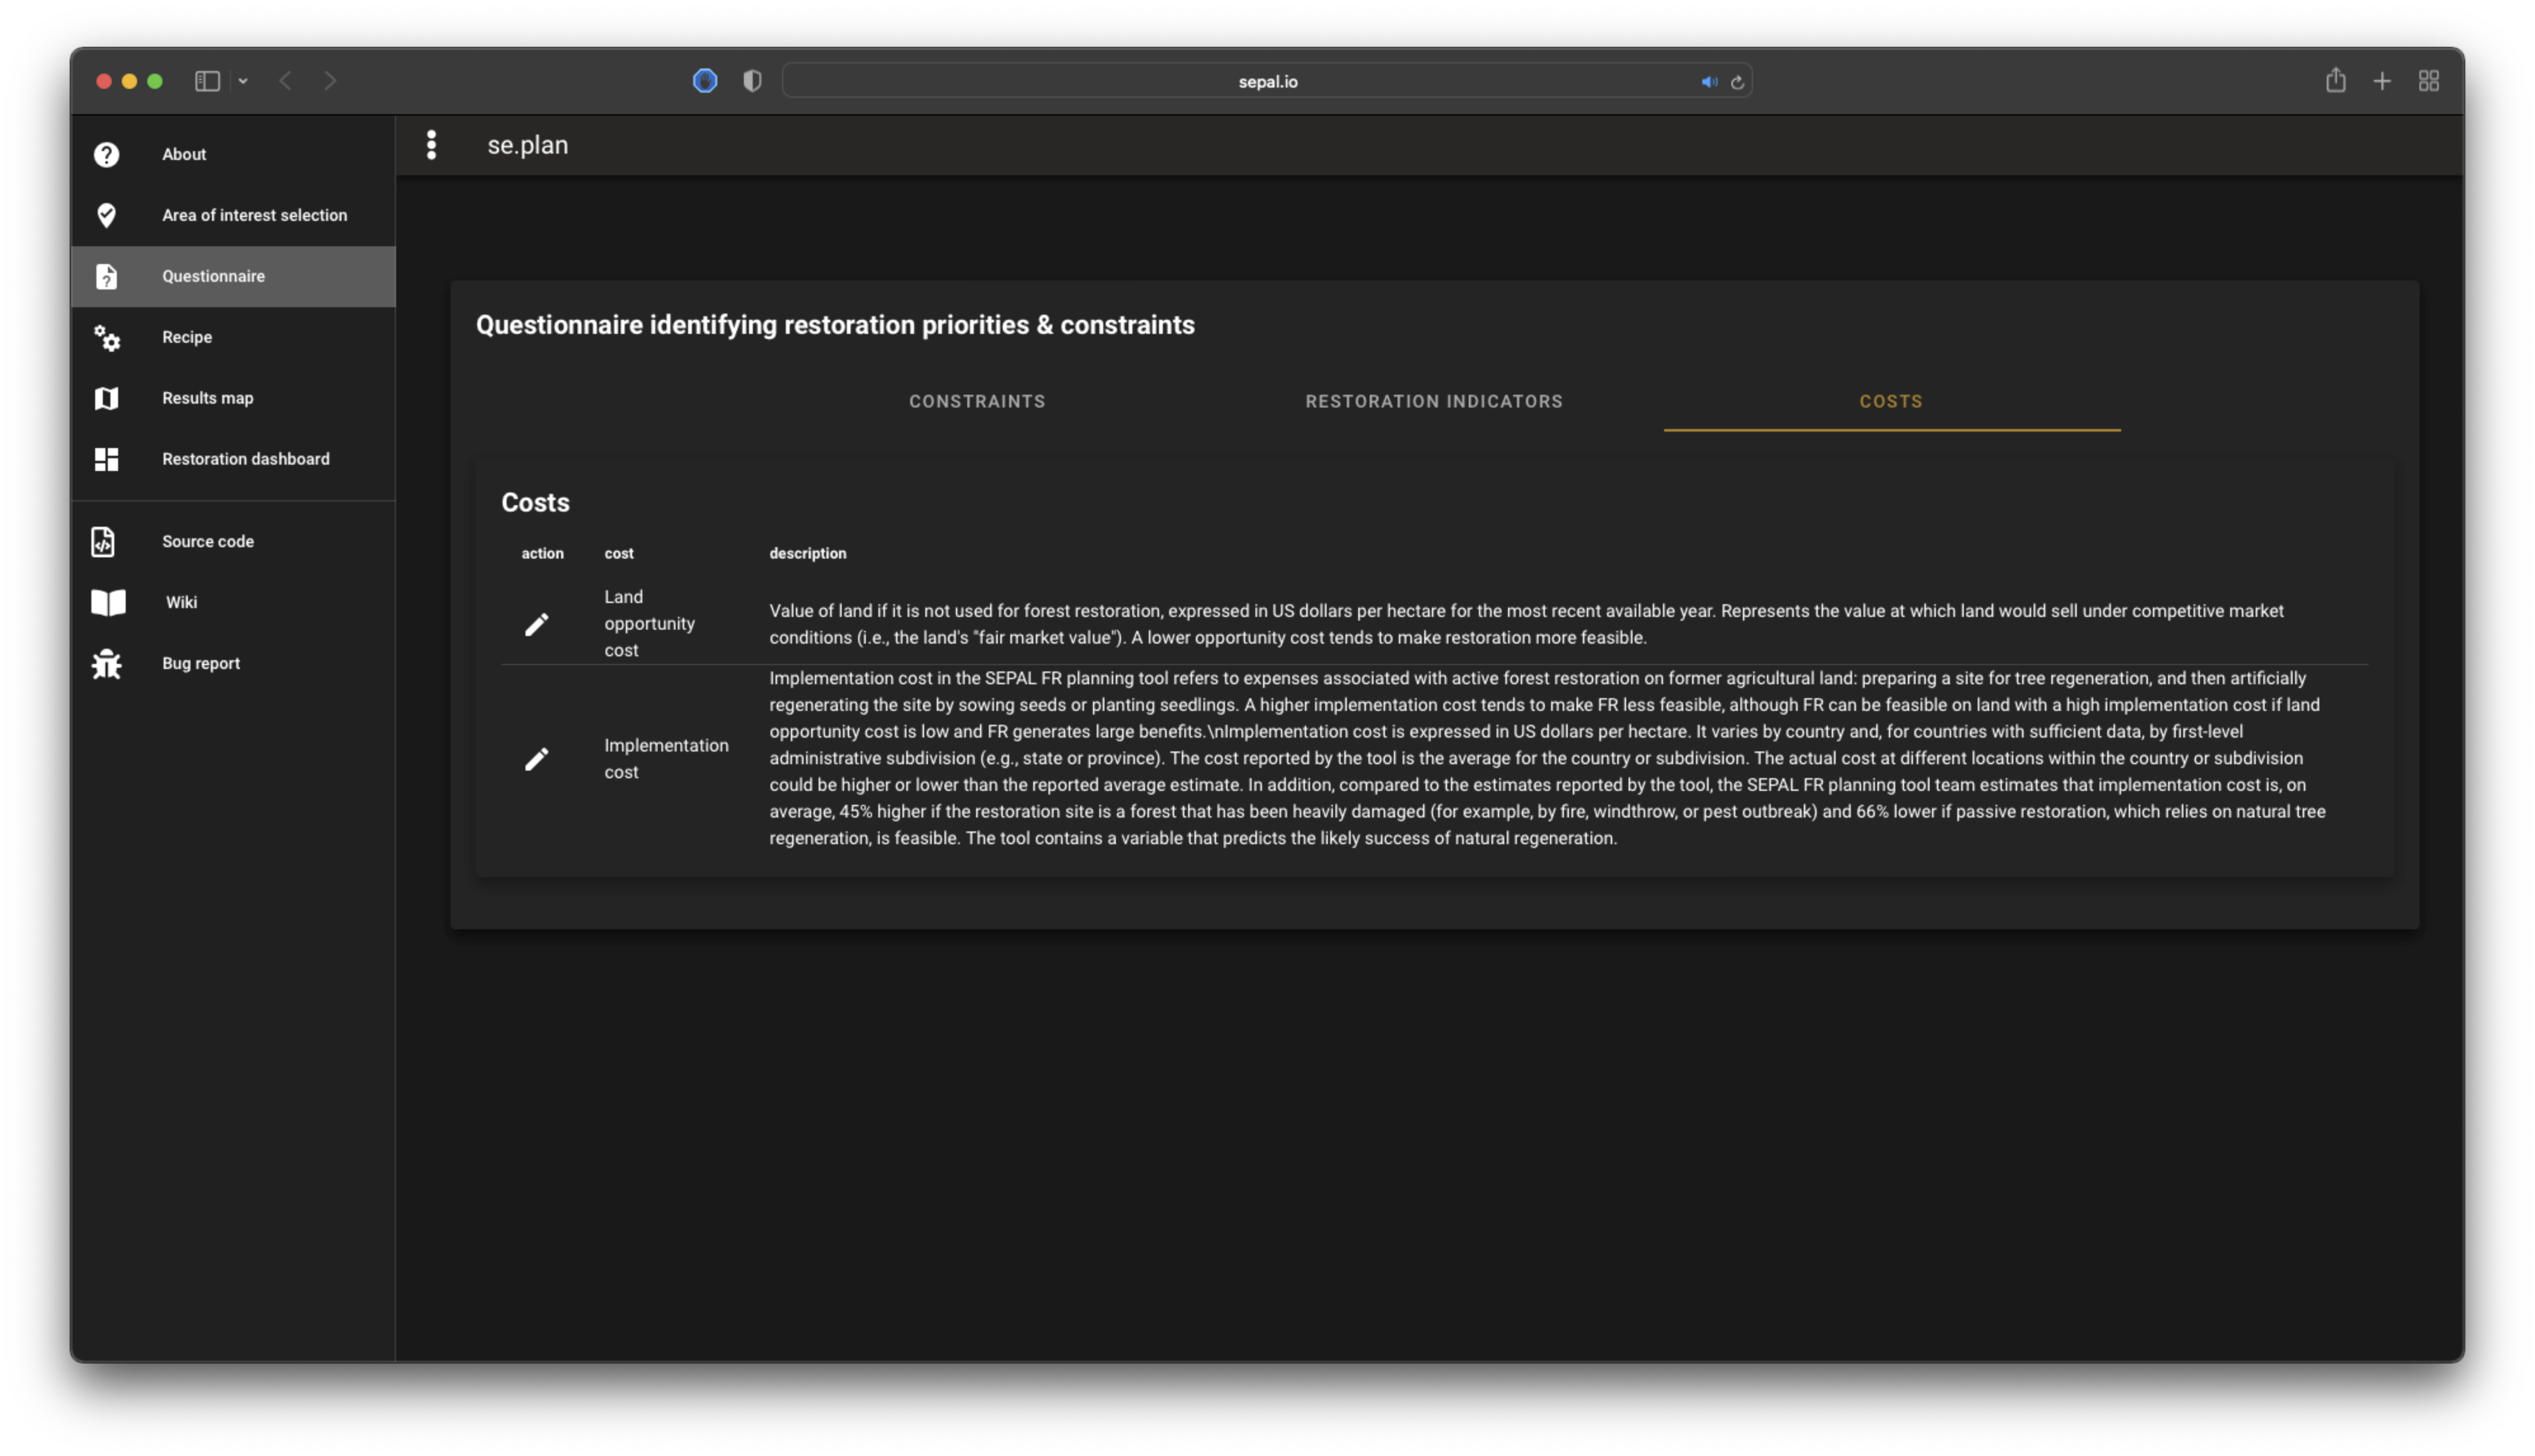 sepal.io
About
Area of interest selection
Questionnaire
Recipe
Results map
Restoration dashboard
Source code
Wiki
Bug report
se.plan
Questionnaire identifying restoration priorities & constraints
CONSTRAINTS
RESTORATION INDICATORS
COSTS
Costs
action
cost
description
Land
opportunity
cost
Value of land if it is not used for forest restoration, expressed in US dollars per hectare for the most recent available year. Represents the value at which land would sell under competitive market
conditions (i.e., the land's "fair market value"). A lower opportunity cost tends to make restoration more feasible.
Implementation
cost
Implementation cost in the SEPAL FR planning tool refers to expenses associated with active forest restoration on former agricultural land: preparing a site for tree regeneration, and then artificially
regenerating the site by sowing seeds or planting seedlings. A higher implementation cost tends to make FR less feasible, although FR can be feasible on land with a high implementation cost if land
opportunity cost is low and FR generates large benefits.\nImplementation cost is expressed in US dollars per hectare. It varies by country and, for countries with sufficient data, by first-level
administrative subdivision (e.g., state or province). The cost reported by the tool is the average for the country or subdivision. The actual cost at different locations within the country or subdivision
could be higher or lower than the reported average estimate. In addition, compared to the estimates reported by the tool, the SEPAL FR planning tool team estimates that implementation cost is, on
average, 45% higher if the restoration site is a forest that has been heavily damaged (for example, by fire, windthrow, or pest outbreak) and 66% lower if passive restoration, which relies on natural tree
regeneration, is feasible. The tool contains a variable that predicts the likely success of natural regeneration.